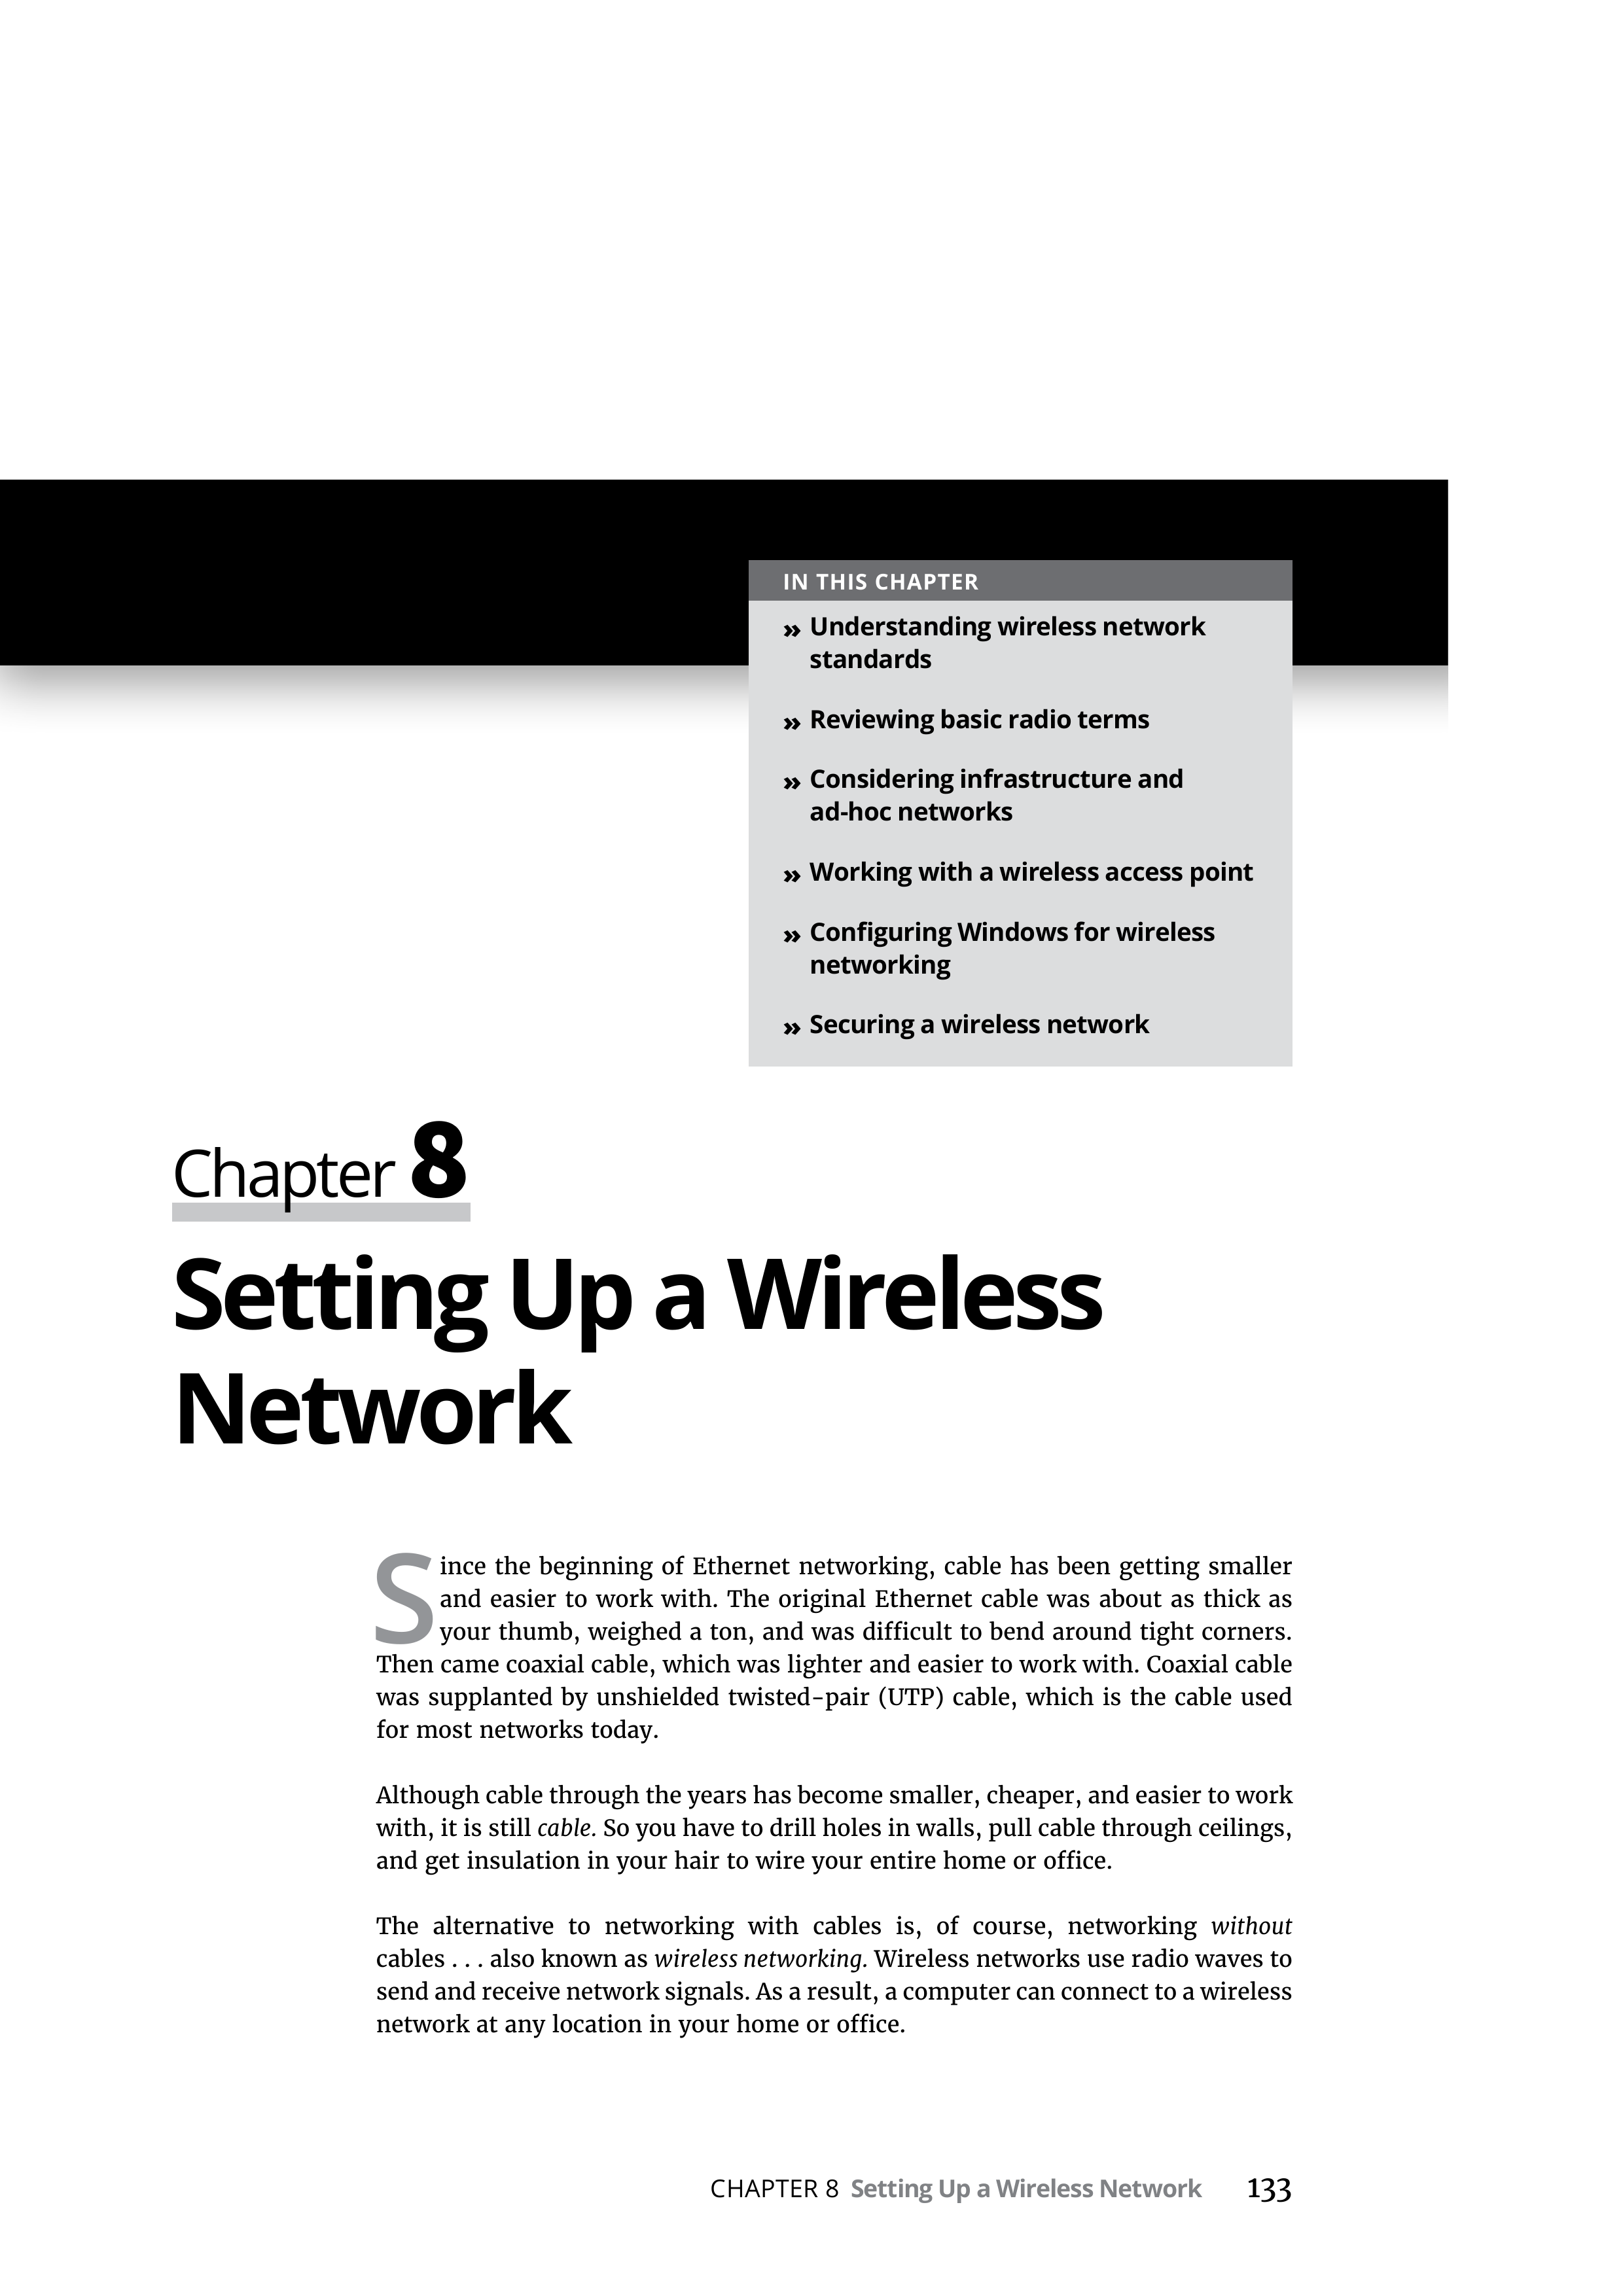 IN THIS CHAPTER
» Understanding wireless network
standards
» Reviewing basic radio terms
» Considering infrastructure and
ad-hoc networks
» Working with a wireless access point
» Configuring Windows for wireless
networking
» Securing a wireless network
Chapter 8
Setting Up a Wireless
Network
Since the beginning of Ethernet networking, cable has been getting smaller
and easier to work with. The original Ethernet cable was about as thick as
your thumb, weighed a ton, and was difficult to bend around tight corners.
Then came coaxial cable, which was lighter and easier to work with. Coaxial cable
was supplanted by unshielded twisted-pair (UTP) cable, which is the cable used
for most networks today.
Although cable through the years has become smaller, cheaper, and easier to work
with, it is still cable. So you have to drill holes in walls, pull cable through ceilings,
and get insulation in your hair to wire your entire home or office.
The alternative to networking with cables is, of course, networking without
cables . . . also known as wireless networking. Wireless networks use radio waves to
send and receive network signals. As a result, a computer can connect to a wireless
network at any location in your home or office.
CHAPTER 8 Setting Up a Wireless Network 133